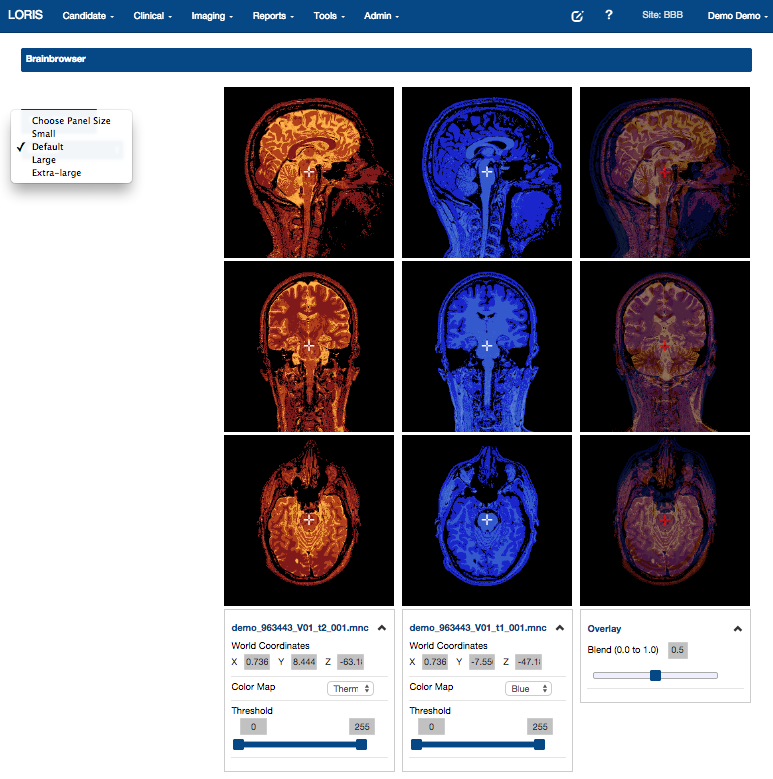 LORIS Candidate Clinical Imaging Reports Tools Admin ? Site: BBB Demo Demo
Brainbrowser
Choose Panel Size
Small
✓ Default
Large
Extra-large
demo_963443_V01_t2_001.mnc
World Coordinates
X 0.736 Y 8.444 Z -63.1
Color Map Therm
Threshold
0 255
demo_963443_V01_t1_001.mnc
World Coordinates
X 0.736 Y -7.55 Z -47.1
Color Map Blue
Threshold
0 255
Overlay
Blend (0.0 to 1.0) 0.5